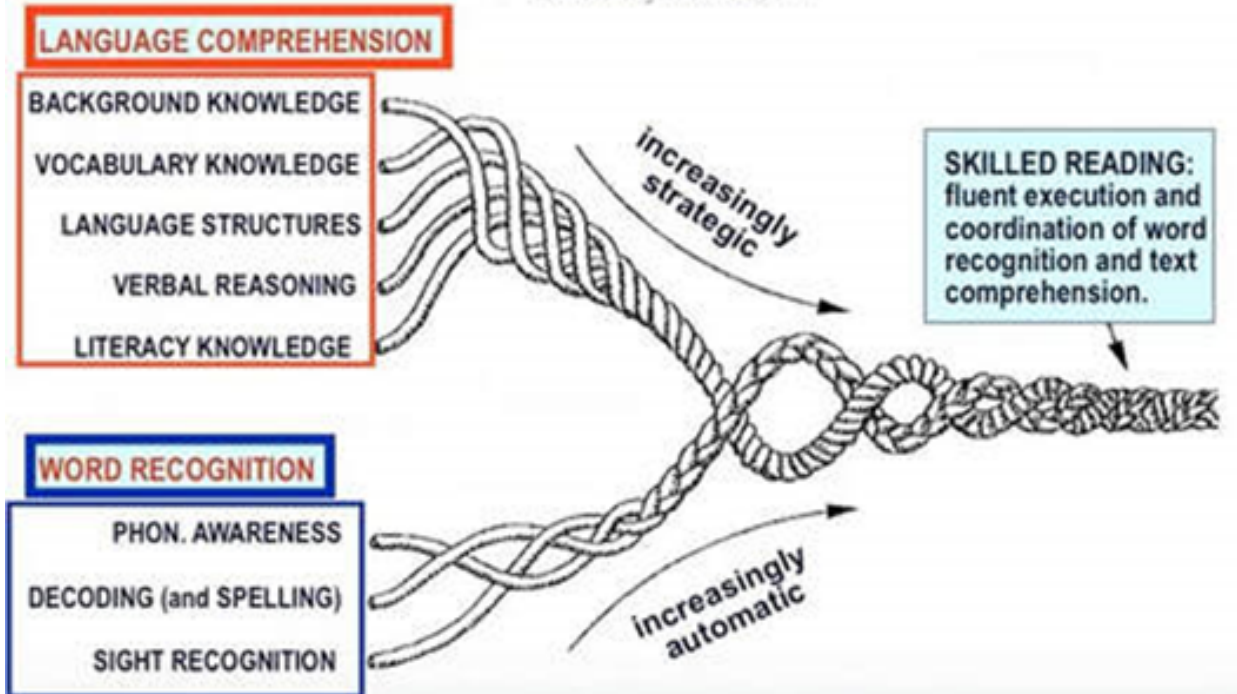 LANGUAGE COMPREHENSION
BACKGROUND KNOWLEDGE
VOCABULARY KNOWLEDGE
LANGUAGE STRUCTURES
VERBAL REASONING
LITERACY KNOWLEDGE
increasingly
strategic
SKILLED READING:
fluent execution and
coordination of word
recognition and text
comprehension.
WORD RECOGNITION
PHON. AWARENESS
DECODING (and SPELLING)
SIGHT RECOGNITION
increasingly
automatic